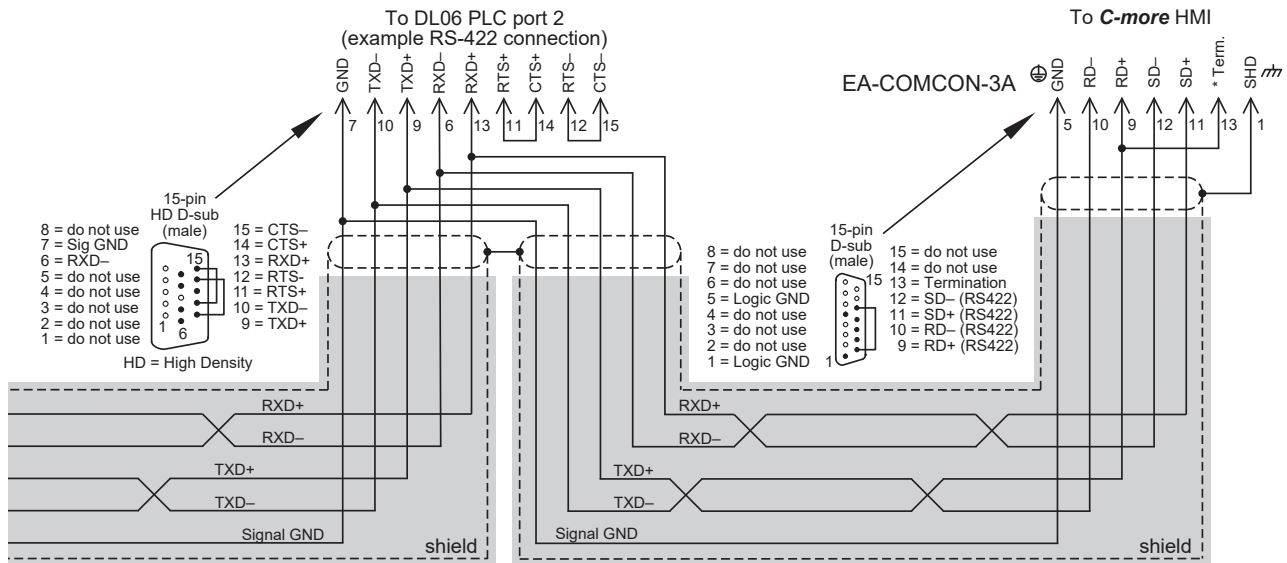 To DL06 PLC port 2
(example RS-422 connection)
GND
TXD–
TXD+
RXD–
RXD+
RTS+
CTS+
RTS–
CTS–
7
10
9
6
13
11
14
12
15
To C-more HMI
EA-COMCON-3A
GND
RD–
RD+
SD–
SD+
* Term.
SHD
5
10
9
12
11
13
1
15-pin
HD D-sub
(male)
8 = do not use
7 = Sig GND
6 = RXD–
5 = do not use
4 = do not use
3 = do not use
2 = do not use
1 = do not use
15
1
6
15 = CTS–
14 = CTS+
13 = RXD+
12 = RTS-
11 = RTS+
10 = TXD–
9 = TXD+
HD = High Density
15-pin
D-sub
(male)
8 = do not use
7 = do not use
6 = do not use
5 = Logic GND
4 = do not use
3 = do not use
2 = do not use
1 = Logic GND
15
1
15 = do not use
14 = do not use
13 = Termination
12 = SD– (RS422)
11 = SD+ (RS422)
10 = RD– (RS422)
9 = RD+ (RS422)
RXD+
RXD–
TXD+
TXD–
Signal GND
shield
RXD+
RXD–
TXD+
TXD–
Signal GND
shield